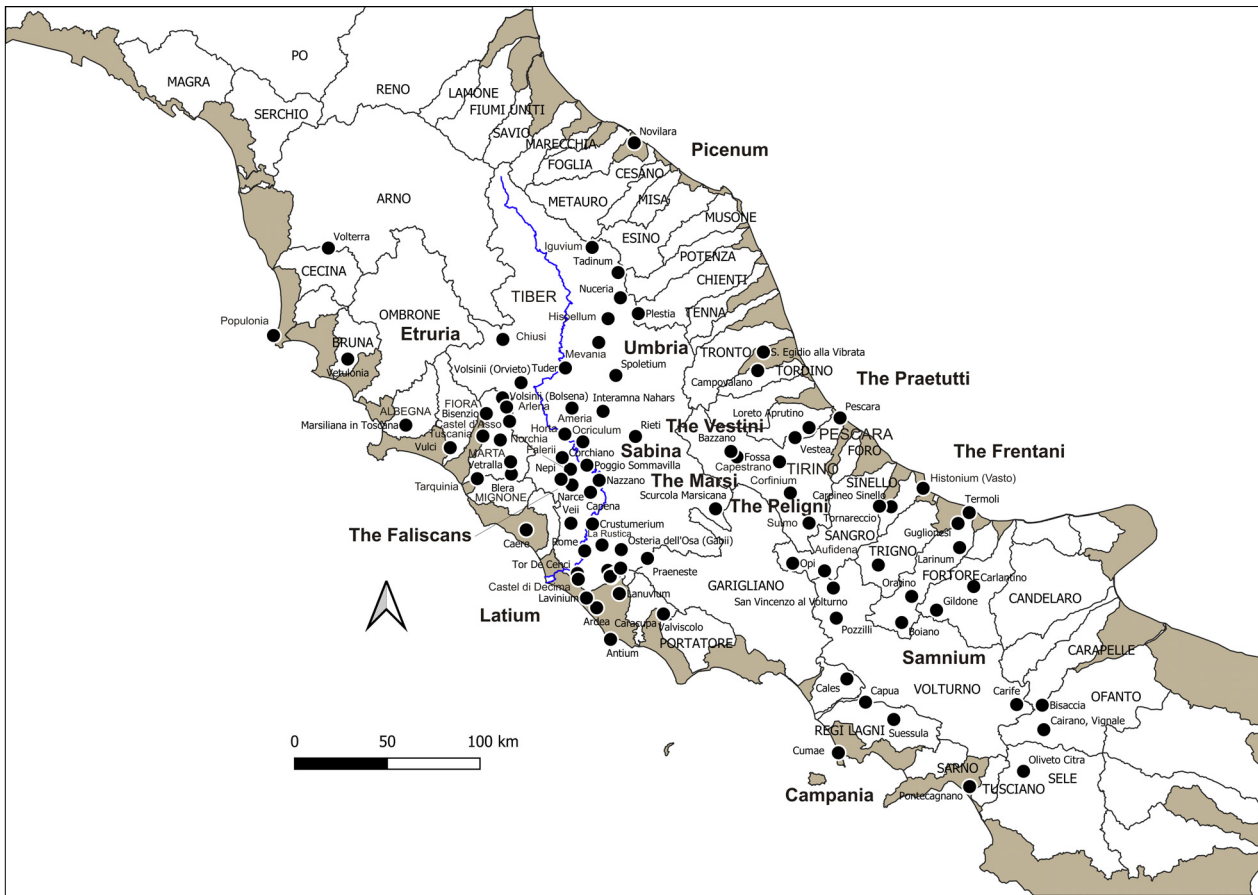 PO
MAGRA
RENO
LAMONE
SERCHIO
FIUMI UNITI
SAVIO
Novilara
MARECCHIA
Picenum
FOGLIA
CESANO
ARNO
METAURO
MISA
MUSONE
Volterra
Iguvium
ESINO
Tadinum
POTENZA
CECINA
CHIENTI
TIBER
Nuceria
OMBRONE
Hispellum
Plestia
TENNA
Populonia
Etruria
Chiusi
BRUNA
Mevania
Umbria
TRONTO
S. Egidio alla Vibrata
Vetulonia
Volsinii (Orvieto)
Tuder
Spoletium
Campovalano
TORDINO
The Praetutti
Volsinii (Bolsena)
Interamna Nahars
ALBEGNA
FIORA
Arlena
Bisenzio
Ameria
Loreto Aprutino
Pescara
Marsiliana in Toscana
Castel d'Asso
Horta
Ocriculum
Rieti
The Vestini
Tuscania
Norchia
Bazzano
Vestea
PESCARA
Vulci
MARTA
Falerii
Corchiano
Sabina
Fossa
FORO
The Frentani
Vetralla
Nepi
Poggio Sommavilla
Capestrano
TIRINO
Tarquinia
Blera
Nazzano
The Marsi
Corfinium
SINELLO
Histonium (Vasto)
MIGNONE
Narce
Scurcola Marsicana
Carclineo Sinello
Capena
The Peligni
Tornareccio
Termoli
Veii
Crustumerium
Sulmo
Guglionesi
The Faliscans
La Rustica
SANGRO
Caere
Rome
Osteria dell'Osa (Gabii)
Aufidena
TRIGNO
Larinum
Tor De Cenci
Praeneste
Opi
FORTORE
Carlantino
Castel di Decima
GARIGLIANO
Oratino
CANDELARO
Lavinium
Lanuvium
San Vincenzo al Volturno
Gildone
Latium
Ardea
Caracupa
Valviscolo
Pozzilli
Boiano
Antium
PORTATORE
CARAPELLE
Samnium
Cales
Capua
VOLTURNO
Carife
OFANTO
Bisaccia
REGI LAGNI
Suessula
Cairano, Vignale
0 50 100 km
Cumae
SARNO
Oliveto Citra
Campania
Pontecagnano
TUSCIANO
SELE